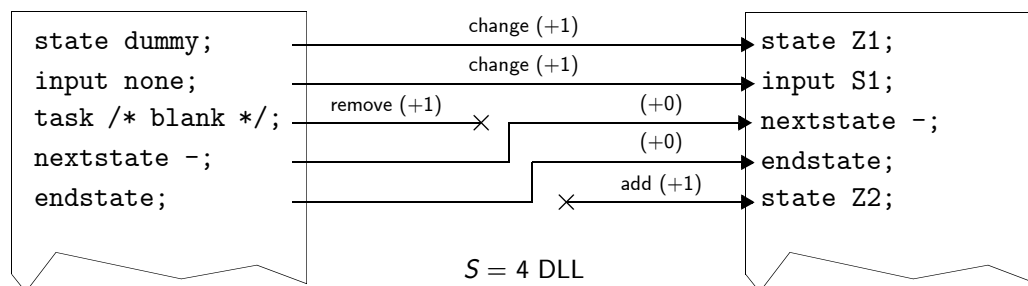 change (+1)
state dummy;
state Z1;
change (+1)
input none;
input S1;
remove (+1)
(+0)
task /* blank */;
nextstate -;
(+0)
nextstate -;
endstate;
add (+1)
endstate;
state Z2;
S = 4 DLL